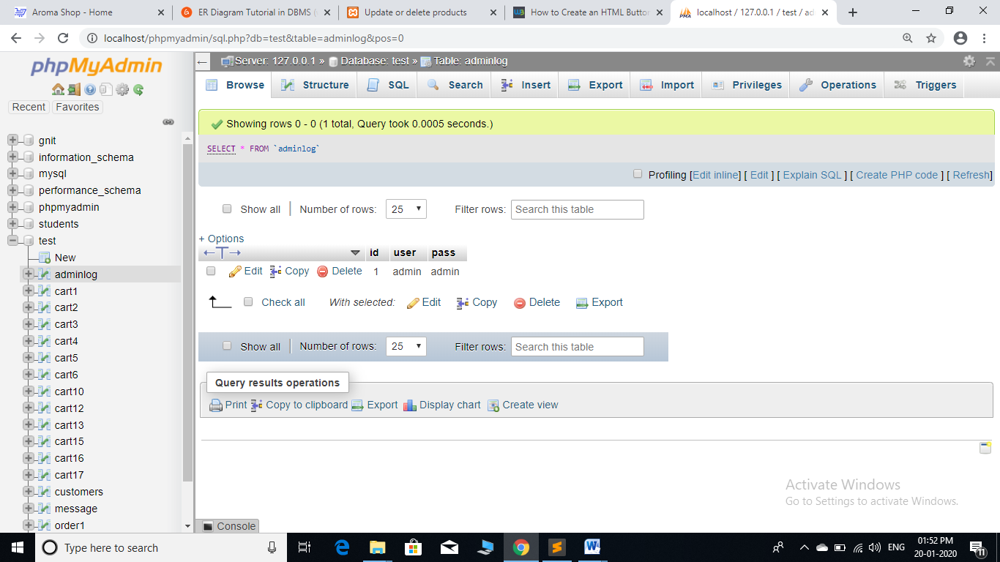 Aroma Shop - Home
ER Diagram Tutorial in DBMS (
Update or delete products
How to Create an HTML Button
localhost / 127.0.0.1 / test / ad
localhost/phpmyadmin/sql.php?db=test&table=adminlog&pos=0
phpMyAdmin
Recent Favorites
gnit
information_schema
mysql
performance_schema
phpmyadmin
students
test
New
adminlog
cart1
cart2
cart3
cart4
cart5
cart6
cart10
cart12
cart13
cart15
cart16
cart17
customers
message
order1
Server: 127.0.0.1 » Database: test » Table: adminlog
Browse Structure SQL Search Insert Export Import Privileges Operations Triggers
Showing rows 0 - 0 (1 total, Query took 0.0005 seconds.)
SELECT * FROM `adminlog`
Profiling [Edit inline] [ Edit ] [ Explain SQL ] [ Create PHP code ] [ Refresh]
Show all Number of rows: 25 Filter rows: Search this table
+ Options
id user pass
Edit Copy Delete 1 admin admin
Check all With selected: Edit Copy Delete Export
Show all Number of rows: 25 Filter rows: Search this table
Query results operations
Print Copy to clipboard Export Display chart Create view
Activate Windows
Go to Settings to activate Windows.
Console
Type here to search
ENG
01:52 PM
20-01-2020
11